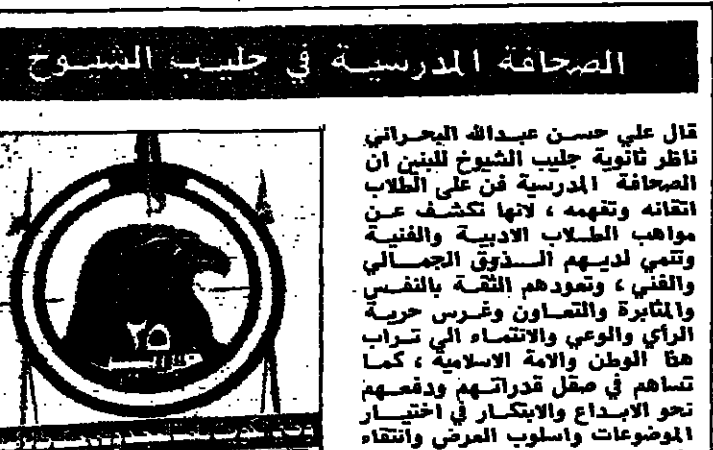 الصحافة المدرسية في جليب الشيوخ
قال علي حسن عبدالله البحراني
ناظر ثانوية جليب الشيوخ للبنين ان
الصحافة المدرسية فن على الطلاب
اتقانه وتفهمه ، لانها تكشف عن
مواهب الطلاب الادبية والفنية
وتنمي لديهم الذوق الجمالي
والفني ، وتعودهم الثقة بالنفس
والمثابرة والتعاون وغرس حرية
الرأي والوعي والانتماء الي تراب
هذا الوطن والامة الاسلامية ، كما
تساهم في صقل قدراتهم ودفعهم
نحو الابداع والابتكار في اختيار
الموضوعات واسلوب العرض وانتقاء
٢٥